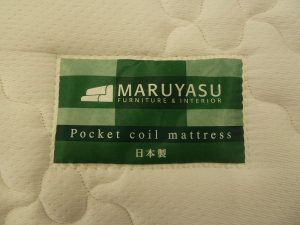 MARUYASU
FURNITURE & INTERIOR
Pocket coil mattress
日本製